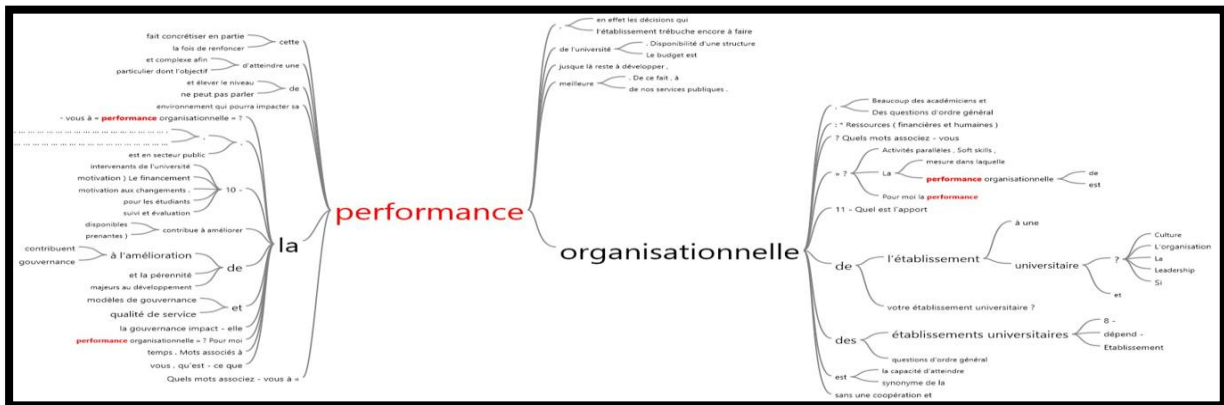 fait concrétiser en partie
la fois de renfoncer
cette
et complexe afin
particulier dont l'objectif
d'atteindre une
et élever le niveau
ne peut pas parler
de
environnement qui pourra impacter sa
- vous à « performance organisationnelle » ?
... ... ... ... ... ... ... ... ... ... ... ... ... ... ... ... ...
... ... ... ... ... ... ... ... ... ... ... ... ... ... ... ... ...
.
est en secteur public
.
intervenants de l'université
motivation ) Le financement
motivation aux changements .
pour les étudiants
suivi et évaluation
10 -
disponibles
prenantes )
contribue à améliorer
contribuent
gouvernance
à l'amélioration
et la pérennité
majeurs au développement
de
modèles de gouvernance
qualité de service
et
la gouvernance impact - elle
performance organisationnelle » ? Pour moi
temps . Mots associés à
vous . qu'est - ce que
la
Quels mots associez - vous à «
performance
.
en effet les décisions qui
l'établissement trébuche encore à faire
de l'université
. Disponibilité d'une structure
Le budget est
jusque là reste à développer ,
meilleure
. De ce fait , à
de nos services publiques .
organisationnelle
.
Beaucoup des académiciens et
Des questions d'ordre général
: * Ressources ( financières et humaines )
? Quels mots associez - vous
» ?
Activités parallèles , Soft skills ,
La
mesure dans laquelle
performance organisationnelle
de
est
Pour moi la performance
11 - Quel est l'apport
de
l'établissement
à une
universitaire
?
Culture
L'organisation
La
Leadership
Si
et
votre établissement universitaire ?
des
établissements universitaires
8 -
dépend -
Etablissement
questions d'ordre général
est
la capacité d'atteindre
synonyme de la
sans une coopération et